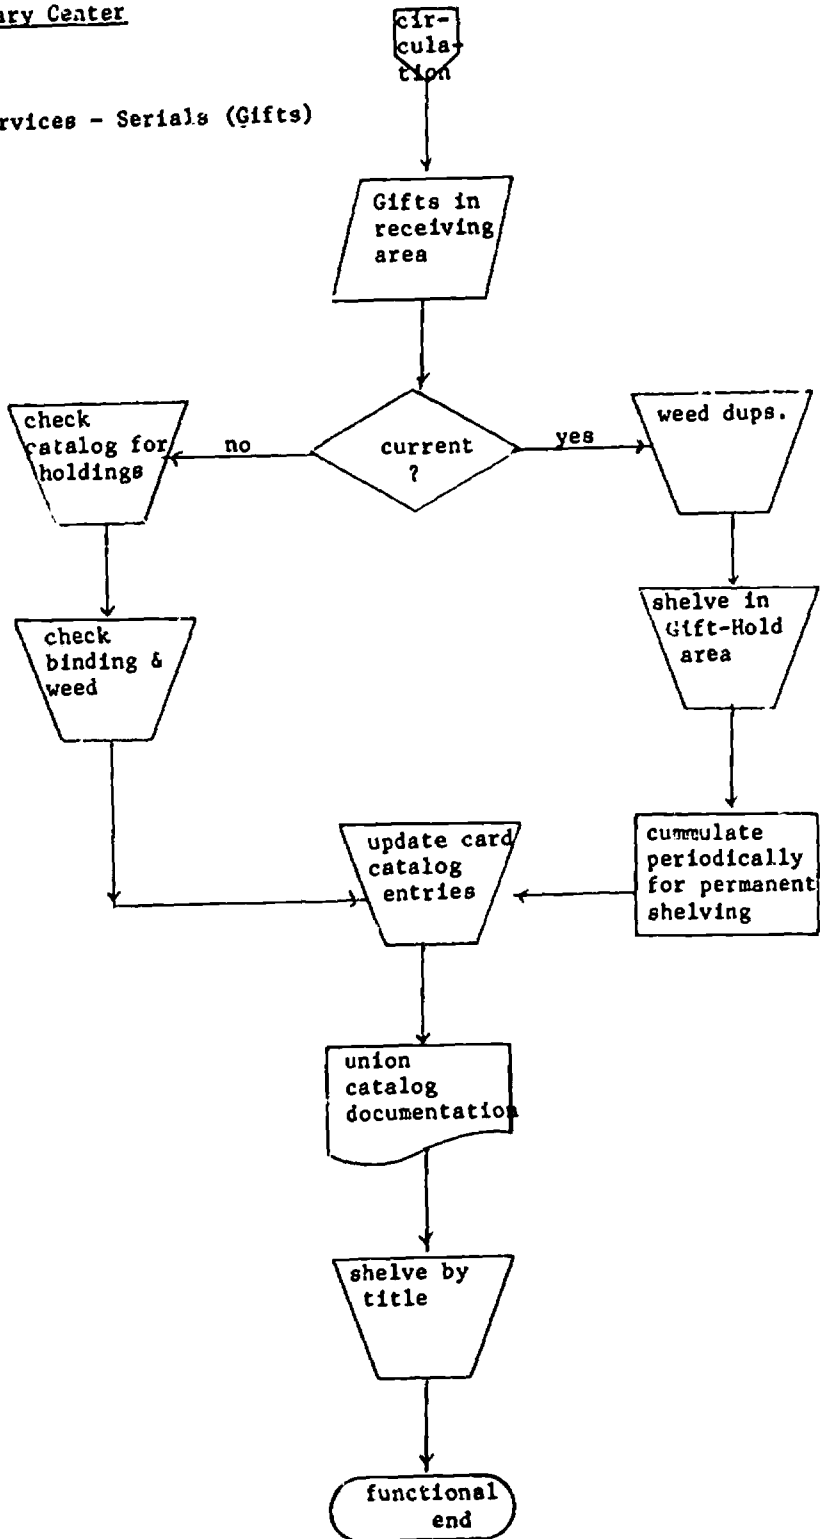 ary Center
rvices - Serials (Gifts)
cir-
cula-
tion
Gifts in
receiving
area
current
?
no
yes
check
catalog for
holdings
check
binding &
weed
weed dups.
shelve in
Gift-Hold
area
cummulate
periodically
for permanent
shelving
update card
catalog
entries
union
catalog
documentation
shelve by
title
functional
end